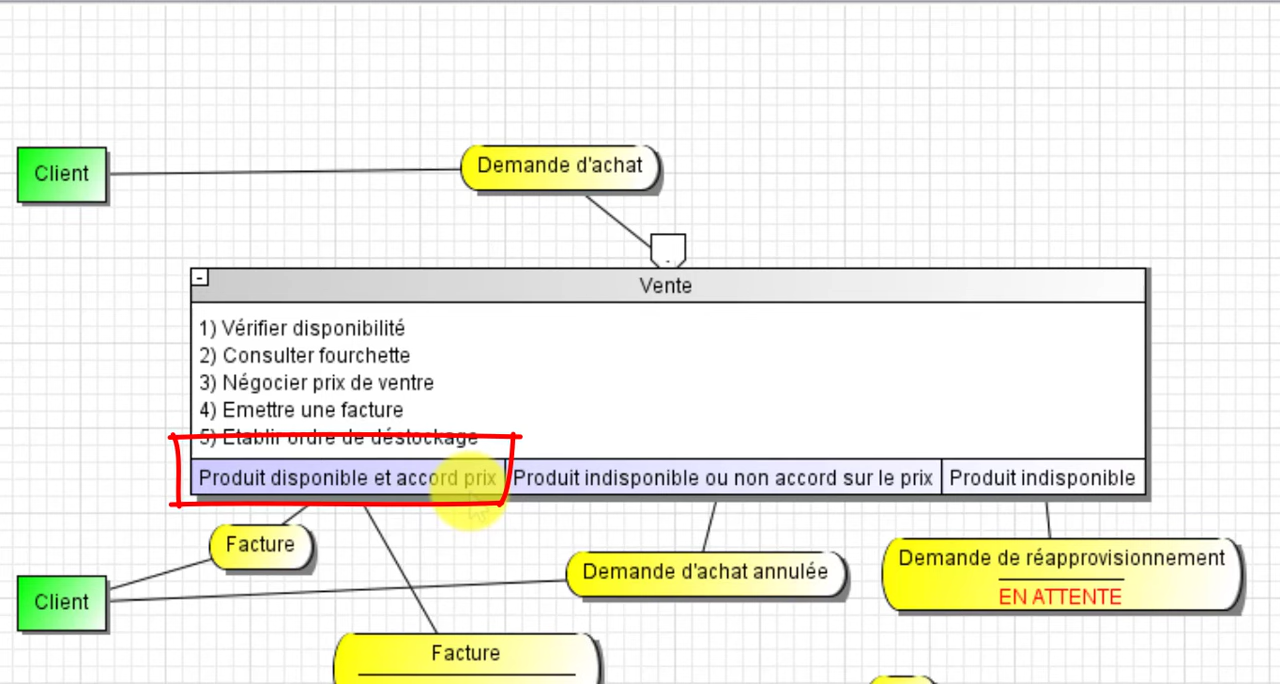 Demande d'achat
Client
.
-
Vente
1) Vérifier disponibilité
2) Consulter fourchette
3) Négocier prix de ventre
4) Emettre une facture
5) Etablir ordre de déstockage
Produit disponible et accord prix
Produit indisponible ou non accord sur le prix
Produit indisponible
Facture
Demande d'achat annulée
Demande de réapprovisionnement
EN ATTENTE
Client
Facture